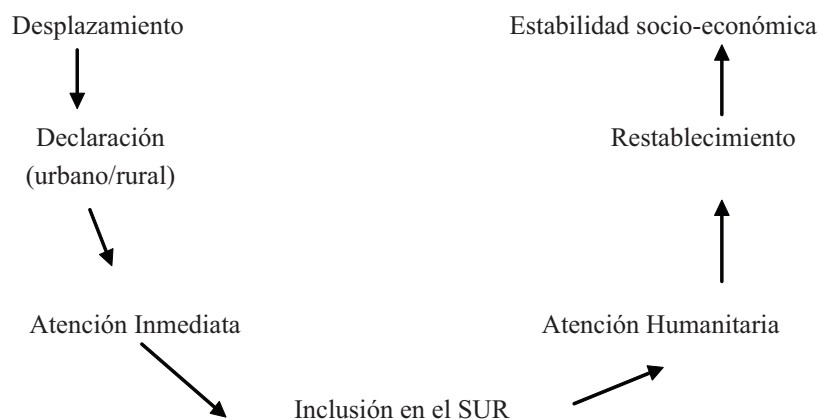 Desplazamiento
Declaración
(urbano/rural)
Atención Inmediata
Inclusión en el SUR
Atención Humanitaria
Restablecimiento
Estabilidad socio-económica